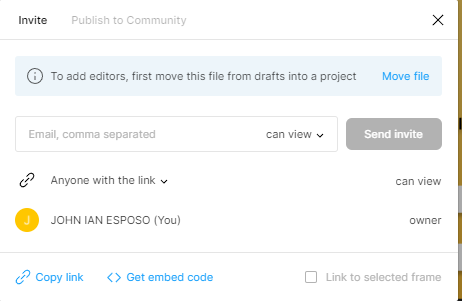 Invite Publish to Community
To add editors, first move this file from drafts into a project Move file
Email, comma separated can view Send invite
Anyone with the link can view
J JOHN IAN ESPOSO (You) owner
Copy link Get embed code Link to selected frame